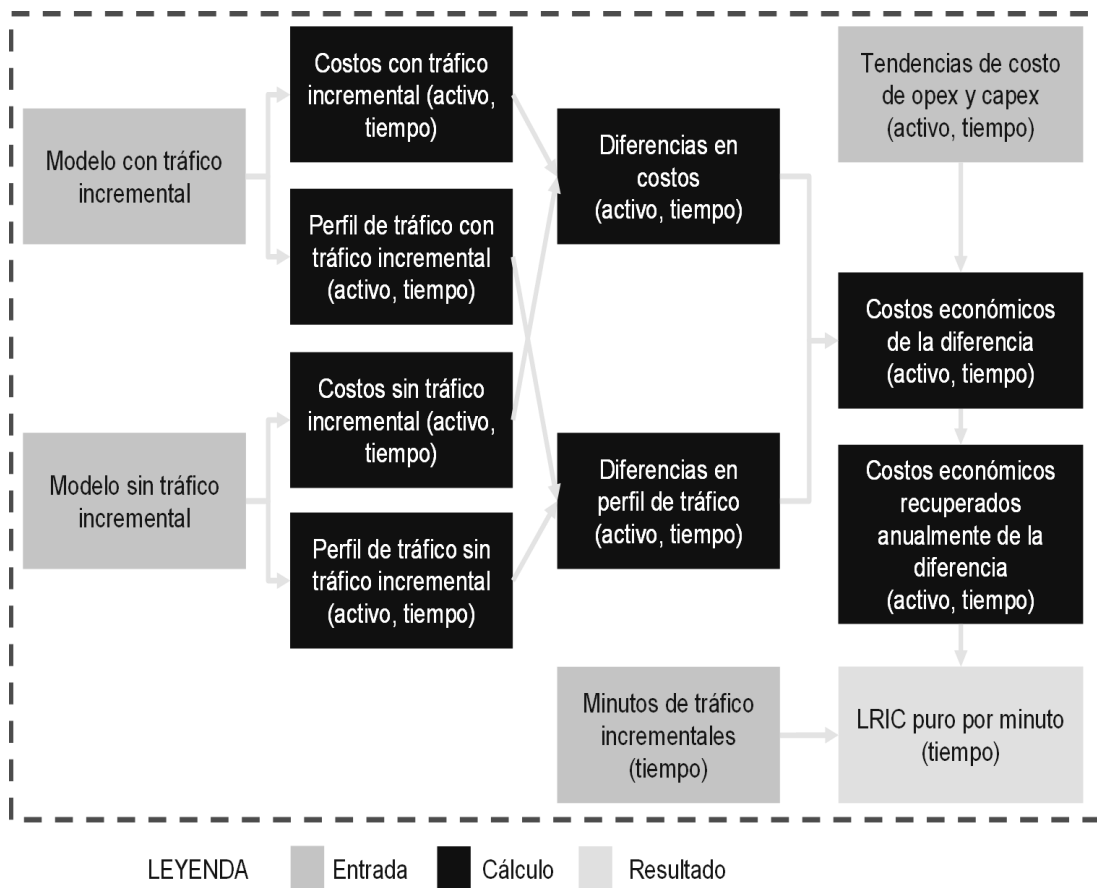 Modelo con tráfico
incremental
Modelo sin tráfico
incremental
Costos con tráfico
incremental (activo,
tiempo)
Perfil de tráfico con
tráfico incremental
(activo, tiempo)
Costos sin tráfico
incremental (activo,
tiempo)
Perfil de tráfico sin
tráfico incremental
(activo, tiempo)
Diferencias en
costos
(activo, tiempo)
Diferencias en
perfil de tráfico
(activo, tiempo)
Minutos de tráfico
incrementales
(tiempo)
Tendencias de costo
de opex y capex
(activo, tiempo)
Costos económicos
de la diferencia
(activo, tiempo)
Costos económicos
recuperados
anualmente de la
diferencia
(activo, tiempo)
LRIC puro por minuto
(tiempo)
LEYENDA
Entrada
Cálculo
Resultado